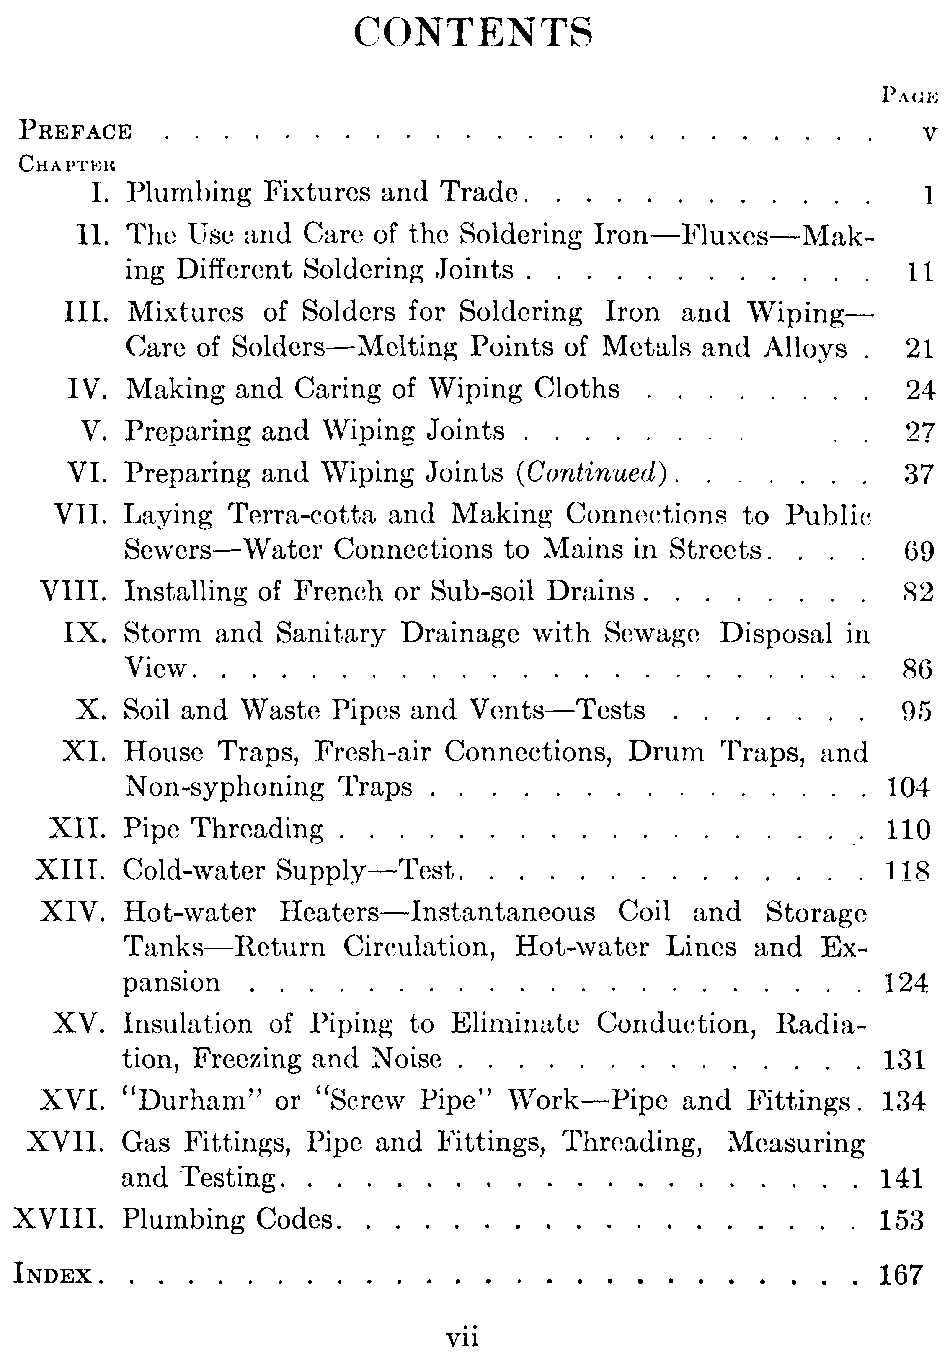 CONTENTS
PAGE
PREFACE . . . . . . . . . . . . . . . . . . . . . . . . v
CHAPTER
I. Plumbing Fixtures and Trade. . . . . . . . . . . . . 1
II. The Use and Care of the Soldering Iron—Fluxes—Mak-
ing Different Soldering Joints . . . . . . . . . . . . 11
III. Mixtures of Solders for Soldering Iron and Wiping—
Care of Solders—Melting Points of Metals and Alloys . 21
IV. Making and Caring of Wiping Cloths . . . . . . . . 24
V. Preparing and Wiping Joints . . . . . . . . . 27
VI. Preparing and Wiping Joints (Continued). . . . . . . 37
VII. Laying Terra-cotta and Making Connections to Public
Sewers—Water Connections to Mains in Streets. . . . 69
VIII. Installing of French or Sub-soil Drains. . . . . . . . 82
IX. Storm and Sanitary Drainage with Sewage Disposal in
View. . . . . . . . . . . . . . . . . . . . . . . 86
X. Soil and Waste Pipes and Vents—Tests . . . . . . . 95
XI. House Traps, Fresh-air Connections, Drum Traps, and
Non-syphoning Traps . . . . . . . . . . . . . . . 104
XII. Pipe Threading . . . . . . . . . . . . . . . . . . 110
XIII. Cold-water Supply—Test. . . . . . . . . . . . . . 118
XIV. Hot-water Heaters—Instantaneous Coil and Storage
Tanks—Return Circulation, Hot-water Lines and Ex-
pansion . . . . . . . . . . . . . . . . . . . . . 124
XV. Insulation of Piping to Eliminate Conduction, Radia-
tion, Freezing and Noise . . . . . . . . . . . . . . 131
XVI. "Durham" or "Screw Pipe" Work—Pipe and Fittings. 134
XVII. Gas Fittings, Pipe and Fittings, Threading, Measuring
and Testing. . . . . . . . . . . . . . . . . . . . 141
XVIII. Plumbing Codes. . . . . . . . . . . . . . . . . . 153
INDEX. . . . . . . . . . . . . . . . . . . . . . . . . . 167
vii